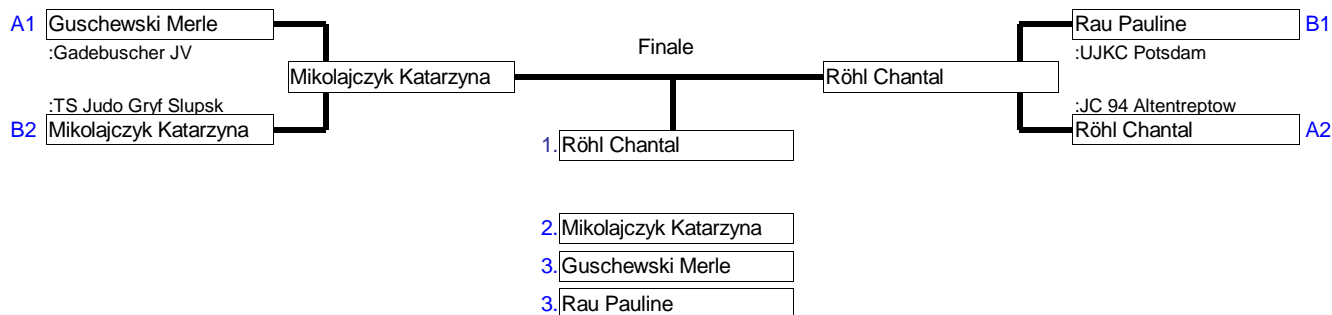 A1 Guschewski Merle
:Gadebuscher JV
Mikolajczyk Katarzyna
:TS Judo Gryf Slupsk
B2 Mikolajczyk Katarzyna
Finale
Rau Pauline B1
:UJKC Potsdam
Röhl Chantal
:JC 94 Altentreptow
Röhl Chantal A2
1. Röhl Chantal
2. Mikolajczyk Katarzyna
3. Guschewski Merle
3. Rau Pauline